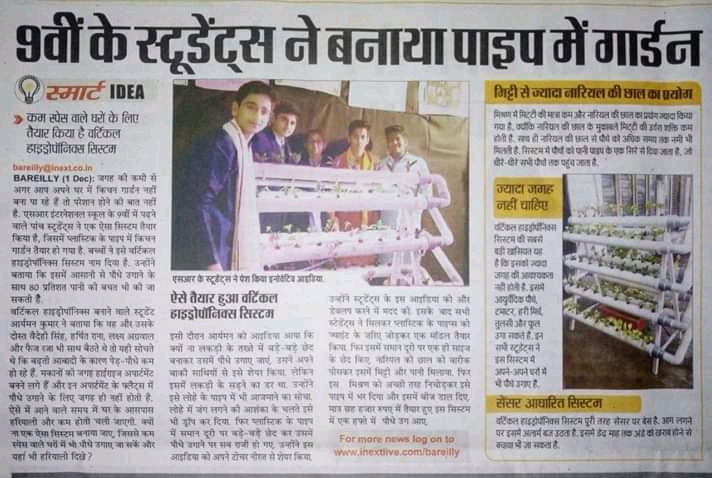 9वीं के स्टूडेंट्स ने बनाया पाइप में गार्डन
स्मार्ट IDEA
कम स्पेस वाले घरों के लिए
तैयार किया है वर्टिकल
हाइड्रोपॉनिक्स सिस्टम
bareilly@inext.co.in
BAREILLY (1 Dec): जगह की कमी से
अगर आप अपने घर में किचन गार्डन नहीं
बना पा रहे हैं तो परेशान होने की बात नहीं
है. एसआर इंटरनेशनल स्कूल के 9वीं में पढ़ने
वाले पांच स्टूडेंट्स ने एक ऐसा सिस्टम तैयार
किया है, जिसमें प्लास्टिक के पाइप में किचन
गार्डन तैयार हो गया है. बच्चों ने इसे वर्टिकल
हाइड्रोपॉनिक्स सिस्टम नाम दिया है. उन्होंने
बताया कि इसमें आसानी से पौधे उगाने के
साथ 80 प्रतिशत पानी की बचत भी की जा
सकती है.
वर्टिकल हाइड्रोपॉनिक्स बनाने वाले स्टूडेंट
आर्यमन कुमार ने बताया कि वह और उसके
दोस्त वैदेही सिंह, हर्षित राना, लक्ष्य अग्रवाल
और फैज रजा भी साथ बैठते थे तो यही सोचते
थे कि बढ़ती आबादी के कारण पेड़-पौधे कम
हो रहे हैं. मकानों की जगह हाईराइज अपार्टमेंट
बनने लगे हैं और इन अपार्टमेंट के फ्लैट्स में
पौधे उगाने के लिए जगह ही नहीं होती है.
ऐसे में आने वाले समय में घर के आसपास
हरियाली और कम होती चली जाएगी. क्यों
ना एक ऐसा सिस्टम बनाया जाए, जिससे कम
स्पेस वाले घरों में भी पौधे उगाए जा सकें और
वहां भी हरियाली दिखे?
एसआर के स्टूडेंट्स ने पेश किया इनोवेटिव आइडिया.
ऐसे तैयार हुआ वर्टिकल
हाइड्रोपॉनिक्स सिस्टम
इसी दौरान आर्यमन को आइडिया आया कि
क्यों ना लकड़ी के तख्ते में बड़े-बड़े छेद
बनाकर उसमें पौधे उगाए जाएं. उसने अपने
बाकी साथियों से इसे शेयर किया. लेकिन
इसमें लकड़ी के सड़ने का डर था. उन्होंने
इसे लोहे के पाइप में भी आजमाने का सोचा.
लोहे में जंग लगने की आशंका के चलते इसे
भी ड्रॉप कर दिया. फिर प्लास्टिक के पाइप
में समान दूरी पर बड़े-बड़े छेद कर उसमें
पौधे उगाने पर सब राजी हो गए. उन्होंने इस
आइडिया को अपने टीचर नीरज से शेयर किया.
उन्होंने स्टूडेंट्स के इस आइडिया को और
डेवलप करने में मदद की. इसके बाद सभी
स्टेडेंट्स ने मिलकर प्लास्टिक के पाइप्स को
ज्वाइंट के जरिए जोड़कर एक मॉडल तैयार
किया. फिर इसमें समान दूरी पर एक ही साइज
के छेद किए. नारियल की छाल को बारीक
पीसकर इसमें मिट्टी और पानी मिलाया. फिर
इस मिश्रण को अच्छी तरह निचोड़कर इसे
पाइप में भर दिया और इसमें बीज डाल दिए.
मात्र छह हजार रुपए में तैयार हुए इस सिस्टम
में एक हफ्ते में पौधे उग आए.
For more news log on to
www.inextlive.com/bareilly
मिट्टी से ज्यादा नारियल की छाल का प्रयोग
मिश्रण में मिट्टी की मात्रा कम और नारियल की छाल का प्रयोग ज्यादा किया
गया है, क्योंकि नारियल की छाल के मुकाबले मिट्टी की उर्वरा शक्ति कम
होती है. साथ ही नारियल की छाल से पौधे को अधिक समय तक नमी भी
मिलती है. सिस्टम में पौधों को पानी पाइप के एक सिरे से दिया जाता है, जो
धीरे-धीरे सभी पौधों तक पहुंच जाता है.
ज्यादा जगह
नहीं चाहिए
वर्टिकल हाइड्रोपॉनिक्स
सिस्टम की सबसे
बड़ी खासियत यह
है कि इसको ज्यादा
जगह की आवश्यकता
नहीं होती है. इसमें
आयुर्वेदिक पौधे,
टमाटर, हरी मिर्च,
तुलसी और फूल
उगा सकते हैं. इन
सभी स्टूडेंट्स ने
इस सिस्टम में
अपने-अपने घरों में
भी पौधे उगाए हैं.
सेंसर आधारित सिस्टम
वर्टिकल हाइड्रोपॉनिक्स सिस्टम पूरी तरह सेंसर पर बेस है. आग लगने
पर इसमें अलार्म बज उठता है. इसमें डेढ़ माह तक अंडे को खराब होने से
बचाया भी जा सकता है.